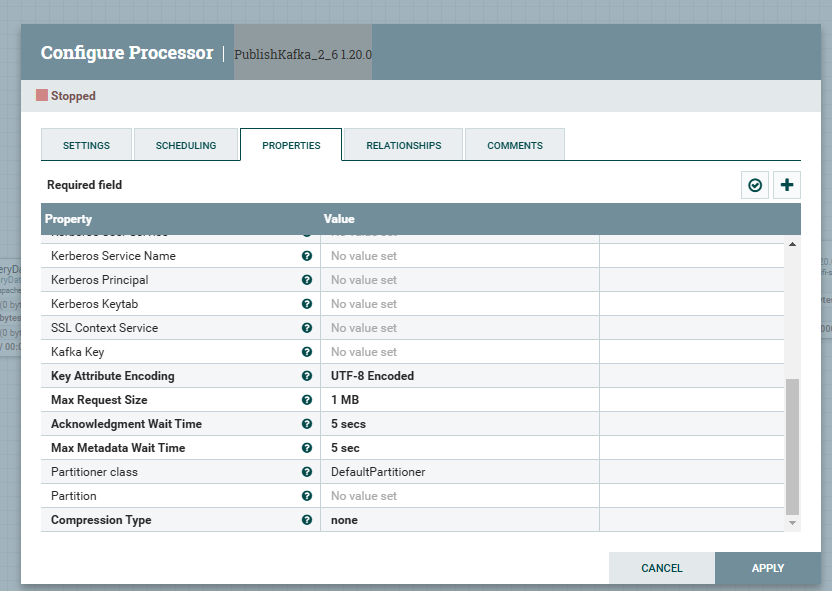 Configure Processor | PublishKafka_2_6 1.20.0
Stopped
SETTINGS SCHEDULING PROPERTIES RELATIONSHIPS COMMENTS
Required field
Property Value
Kerberos Service Name No value set
Kerberos Principal No value set
Kerberos Keytab No value set
SSL Context Service No value set
Kafka Key No value set
Key Attribute Encoding UTF-8 Encoded
Max Request Size 1 MB
Acknowledgment Wait Time 5 secs
Max Metadata Wait Time 5 sec
Partitioner class DefaultPartitioner
Partition No value set
Compression Type none
CANCEL APPLY